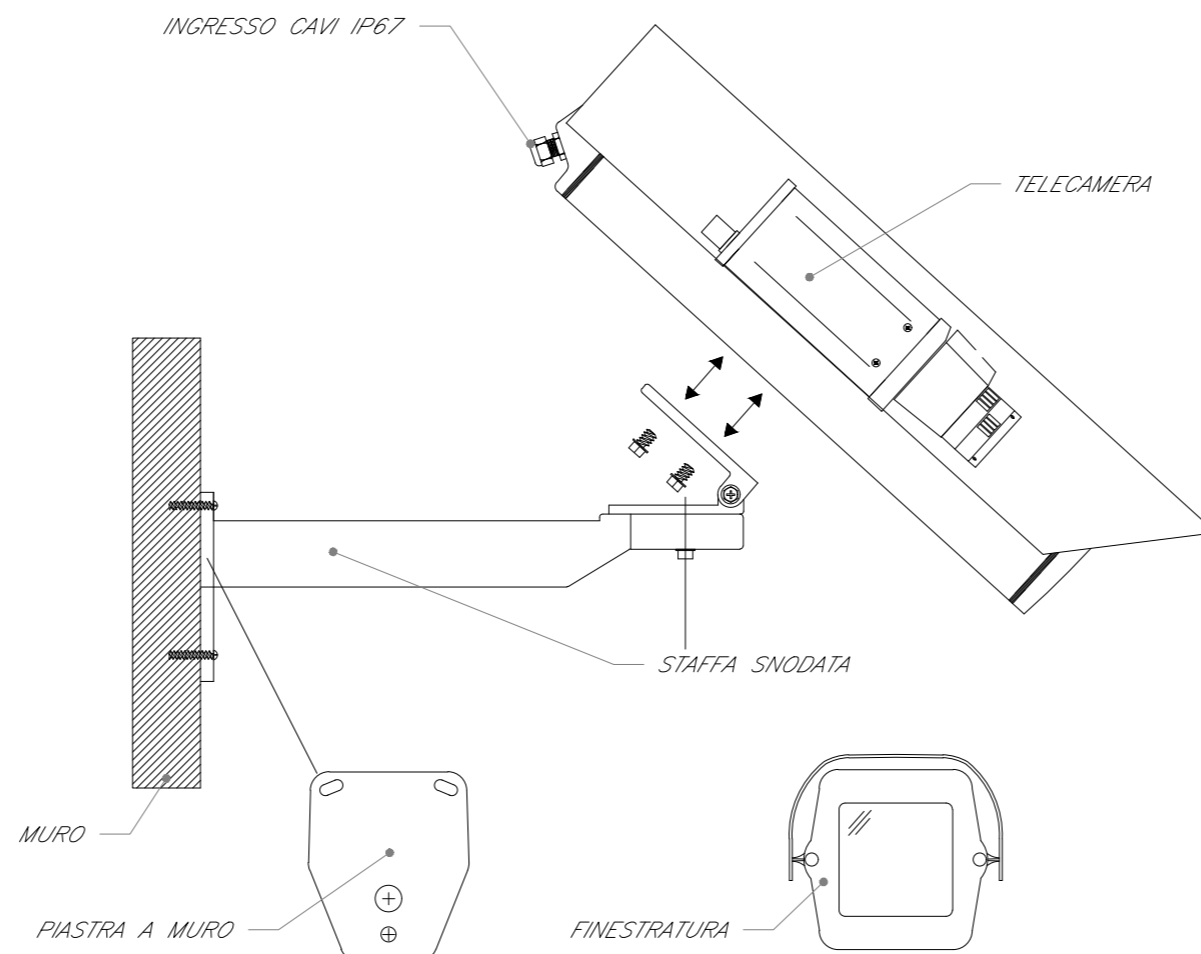 INGRESSO CAVI IP67
TELECAMERA
STAFFA SNODATA
MURO
PIASTRA A MURO
FINESTRATURA